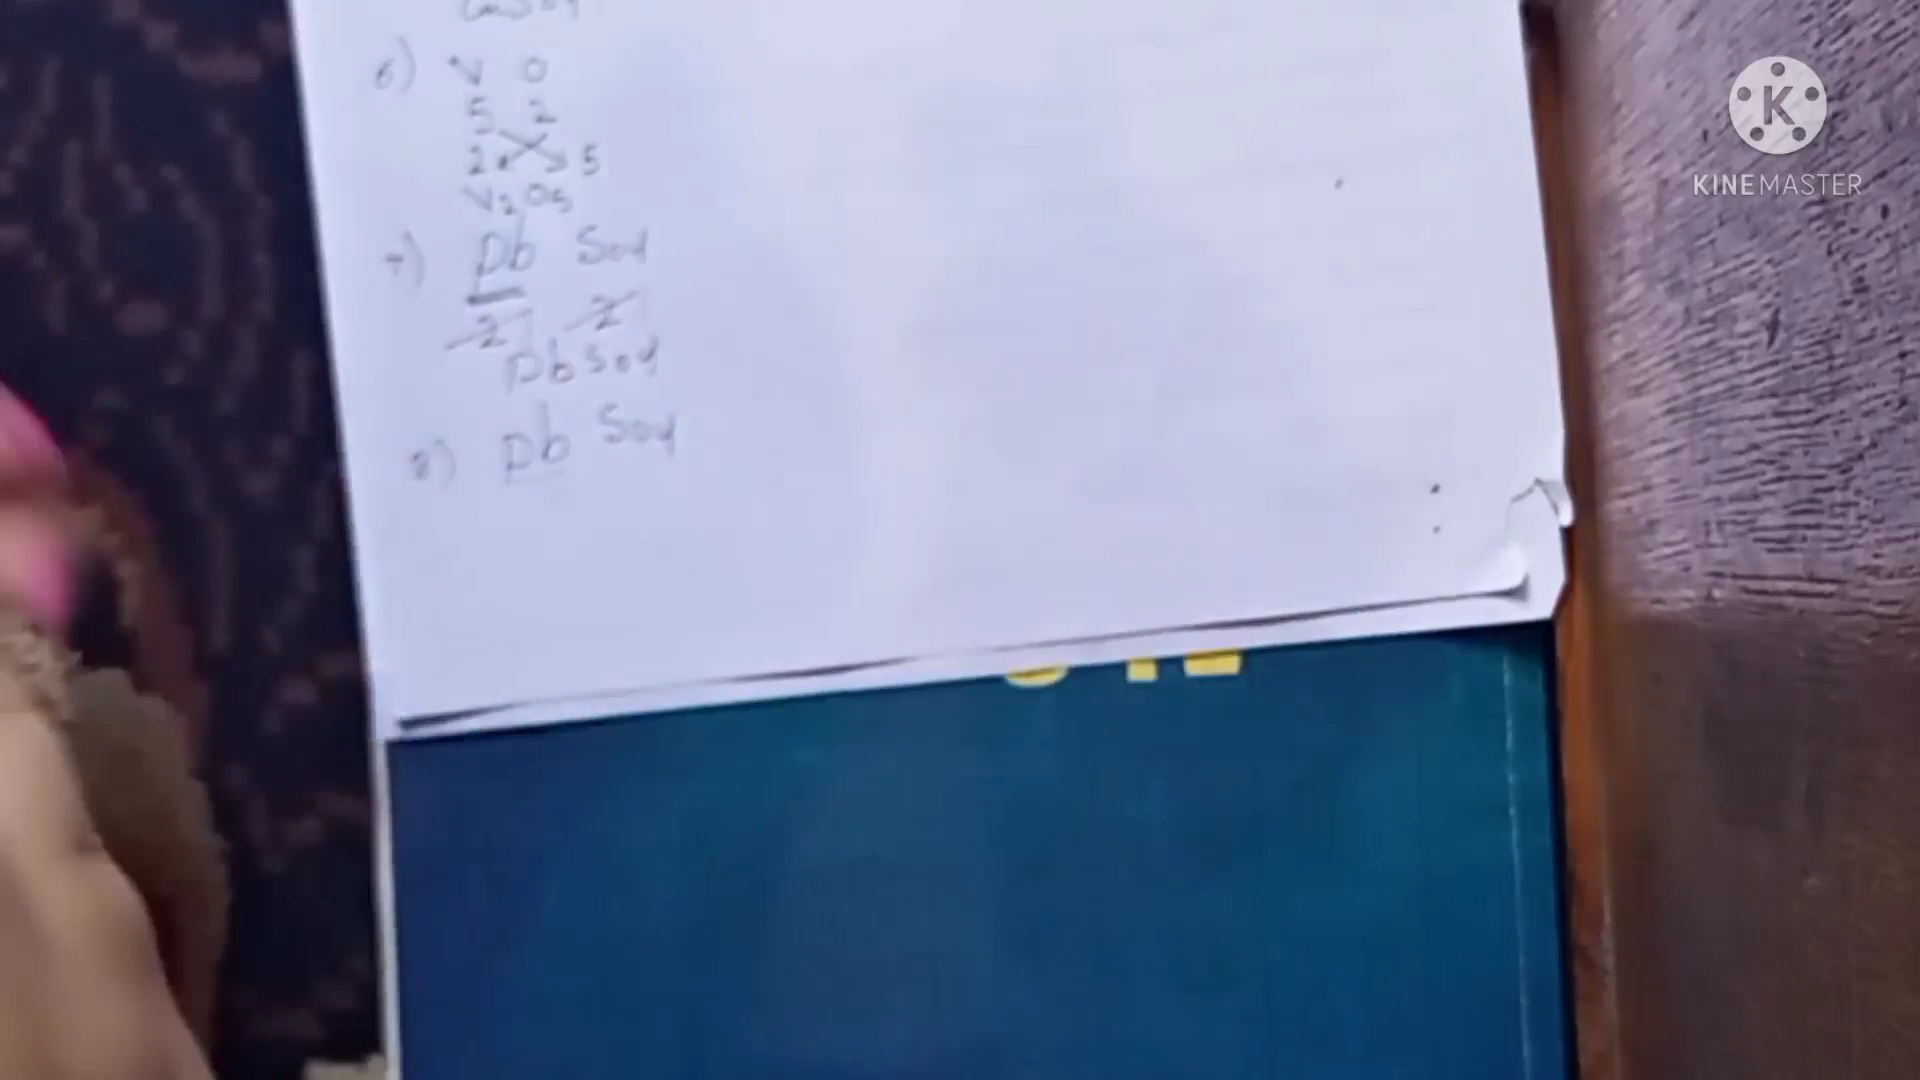 6) V O
5 2
2 5
V2O5
7) Pb SO4
2 2
PbSO4
8) Pb SO4
KINEMASTER